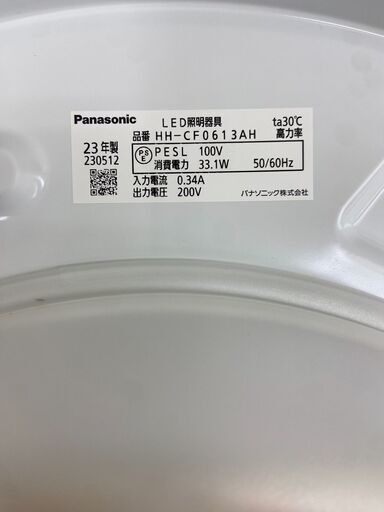 Panasonic LED照明器具 ta30℃
品番 HH-CF0613AH 高力率
23年製 PSE PESL 100V
230512 消費電力 33.1W 50/60Hz
入力電流 0.34A
出力電圧 200V パナソニック株式会社